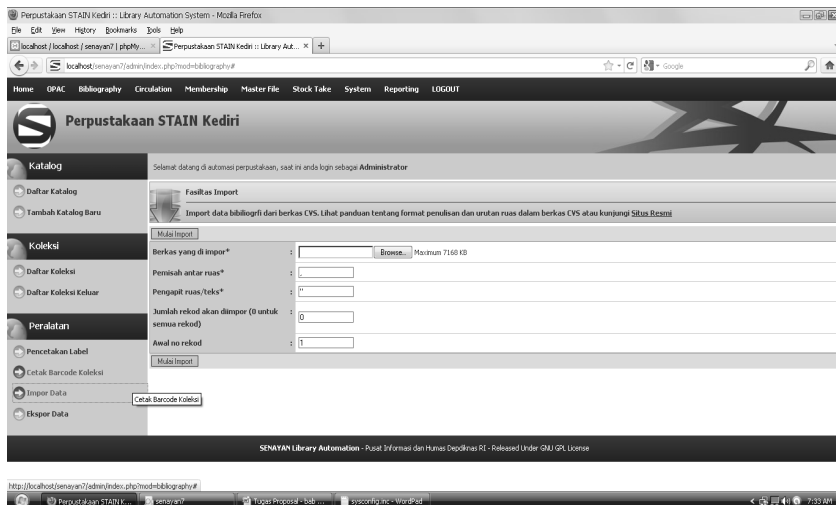 Perpustakaan STAIN Kediri :: Library Automation System - Mozilla Firefox
File Edit View History Bookmarks Tools Help
localhost / localhost / senayan7 | phpMy... × Perpustakaan STAIN Kediri :: Library Aut... × +
localhost/senayan7/admin/index.php?mod=bibliography# Google
Home OPAC Bibliography Circulation Membership Master File Stock Take System Reporting LOGOUT
Perpustakaan STAIN Kediri
Katalog
Daftar Katalog
Tambah Katalog Baru
Koleksi
Daftar Koleksi
Daftar Koleksi Keluar
Peralatan
Pencetakan Label
Cetak Barcode Koleksi
Impor Data
Ekspor Data
Cetak Barcode Koleksi
Selamat datang di automasi perpustakaan, saat ini anda login sebagai Administrator
Fasiltas Import
Import data bibiliogrfi dari berkas CVS. Lihat panduan tentang format penulisan dan urutan ruas dalam berkas CVS atau kunjungi Situs Resmi
Mulai Import
Berkas yang di impor* : Browse... Maximum 7168 KB
Pemisah antar ruas* : ,
Pengapit ruas/teks* : "
Jumlah rekod akan diimpor (0 untuk : 0
semua rekod)
Awal no rekod : 1
Mulai Import
SENAYAN Library Automation - Pusat Informasi dan Humas Depdiknas RI - Released Under GNU GPL License
http://localhost/senayan7/admin/index.php?mod=bibliography#
Perpustakaan STAIN K... senayan7 Tugas Proposal - bab ... sysconfig.inc - WordPad 7:33 AM